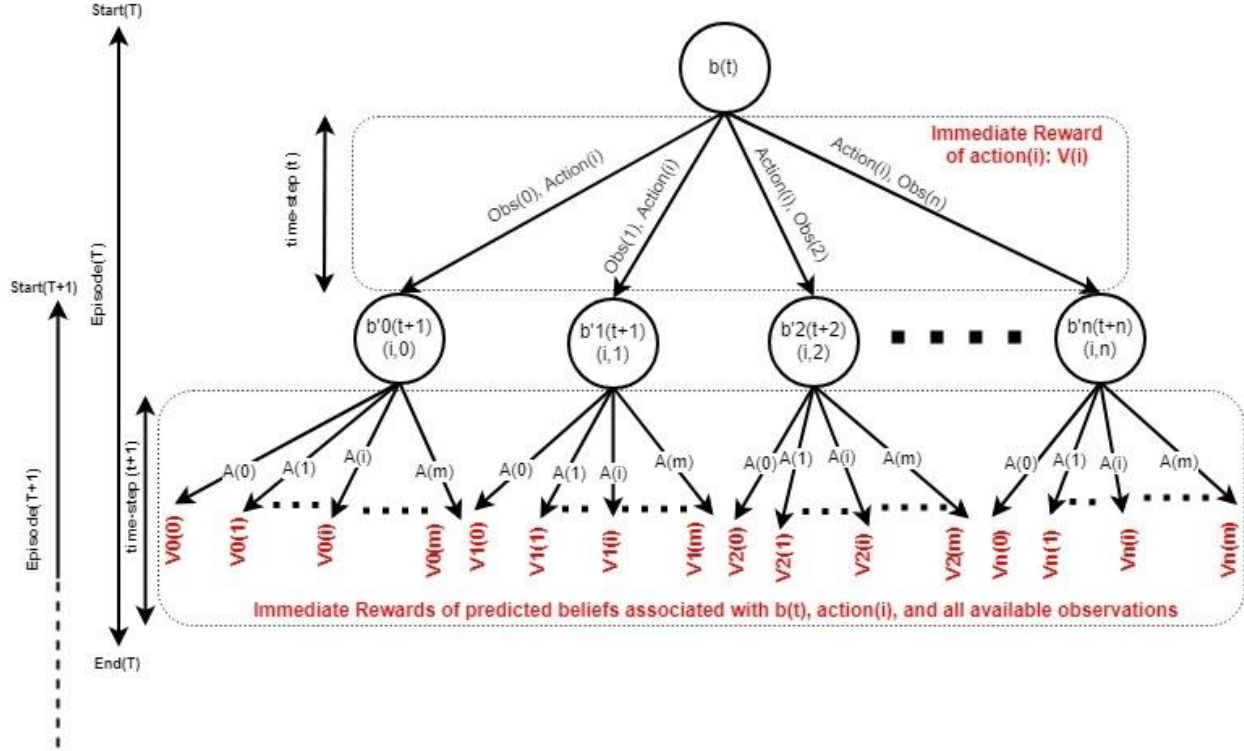 Start(T)
b(t)
Immediate Reward
of action(i): V(i)
time-step (t)
Obs(0), Action(i)
Obs(1), Action(i)
Action(i), Obs(2)
Action(i), Obs(n)
Episode(T)
Start(T+1)
b'0(t+1)
(i,0)
b'1(t+1)
(i,1)
b'2(t+2)
(i,2)
b'n(t+n)
(i,n)
Episode(T+1)
time-step (t+1)
A(0)
A(1)
A(i)
A(m)
A(0)
A(1)
A(i)
A(m)
A(0)
A(1)
A(i)
A(m)
A(0)
A(1)
A(i)
A(m)
V0(0)
V0(1)
V0(i)
V0(m)
V1(0)
V1(1)
V1(i)
V1(m)
V2(0)
V2(1)
V2(i)
V2(m)
Vn(0)
Vn(1)
Vn(i)
Vn(m)
Immediate Rewards of predicted beliefs associated with b(t), action(i), and all available observations
End(T)